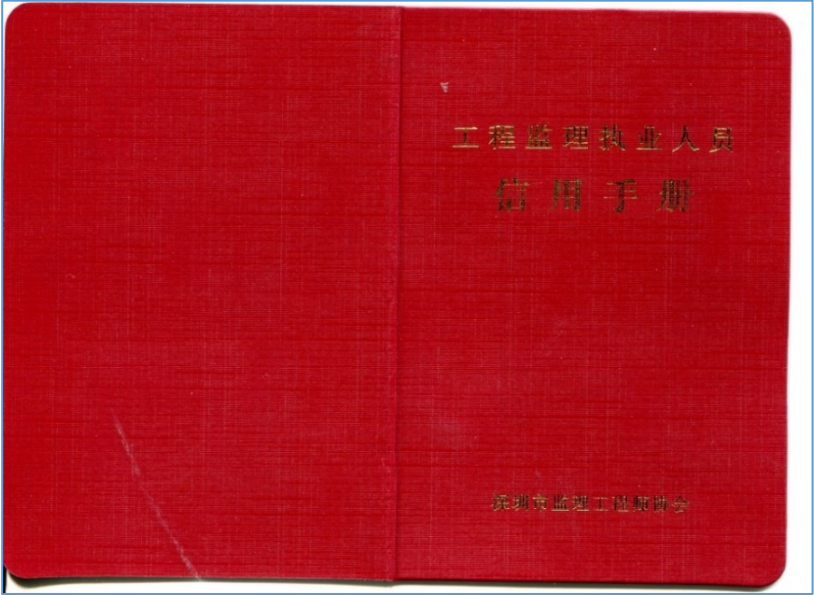 工程监理执业人员
信用手册
深圳市监理工程师协会